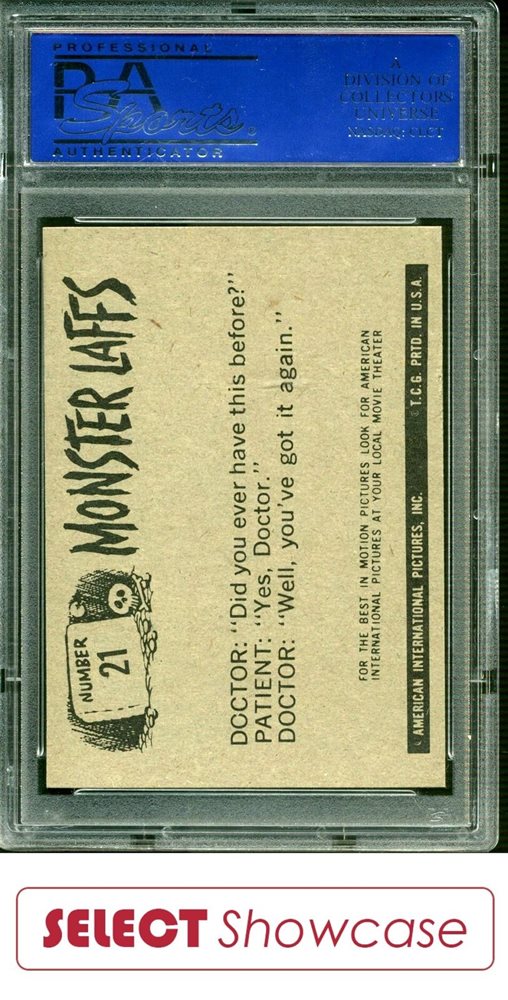 PROFESSIONAL
PSA
Sports®
AUTHENTICATOR
A
DIVISION OF
COLLECTORS
UNIVERSE
NASDAQ: CLCT
NUMBER
21
MONSTER LAFFS
DCCTOR: "Did you ever have this before?"
PATIENT: "Yes, Doctor."
DOCTOR: "Well, you've got it again."
FOR THE BEST IN MOTION PICTURES LOOK FOR AMERICAN
INTERNATIONAL PICTURES AT YOUR LOCAL MOVIE THEATER
© AMERICAN INTERNATIONAL PICTURES, INC. © T.C.G. PRTD. IN U.S.A.
SELECT Showcase